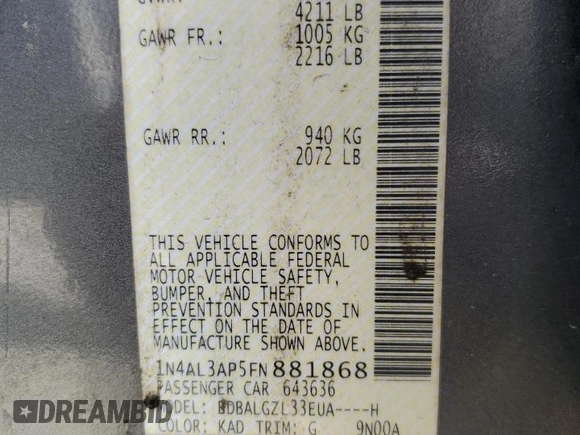 4211 LB
GAWR FR.: 1005 KG
2216 LB
GAWR RR.: 940 KG
2072 LB
THIS VEHICLE CONFORMS TO
ALL APPLICABLE FEDERAL
MOTOR VEHICLE SAFETY,
BUMPER, AND THEFT
PREVENTION STANDARDS IN
EFFECT ON THE DATE OF
MANUFACTURE SHOWN ABOVE.
1N4AL3AP5FN881868
PASSENGER CAR 643636
MODEL: BDBALGZL33EUA----H
COLOR: KAD TRIM: G 9N00A
DREAMBID